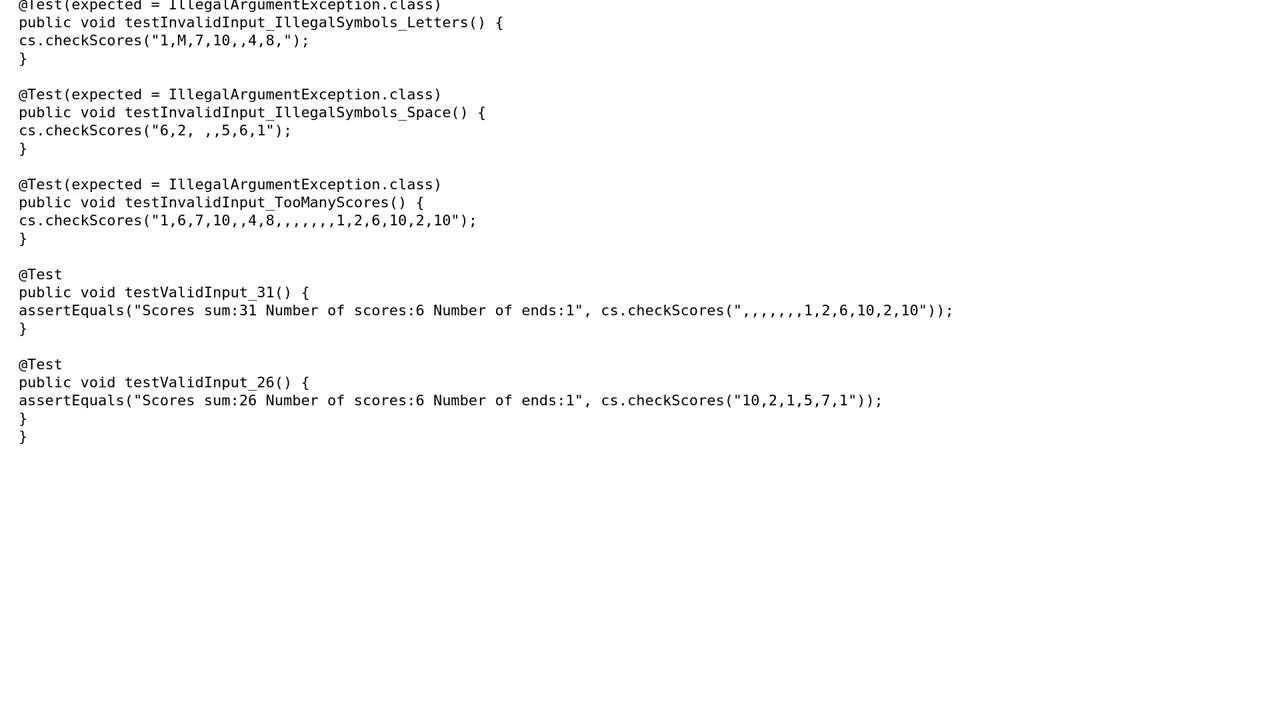 @Test(expected = IllegalArgumentException.class)
public void testInvalidInput_IllegalSymbols_Letters() {
cs.checkScores("1,M,7,10,,4,8,");
}
@Test(expected = IllegalArgumentException.class)
public void testInvalidInput_IllegalSymbols_Space() {
cs.checkScores("6,2, ,,5,6,1");
}
@Test(expected = IllegalArgumentException.class)
public void testInvalidInput_TooManyScores() {
cs.checkScores("1,6,7,10,,4,8,,,,,,,1,2,6,10,2,10");
}
@Test
public void testValidInput_31() {
assertEquals("Scores sum:31 Number of scores:6 Number of ends:1", cs.checkScores(",,,,,,,1,2,6,10,2,10"));
}
@Test
public void testValidInput_26() {
assertEquals("Scores sum:26 Number of scores:6 Number of ends:1", cs.checkScores("10,2,1,5,7,1"));
}
}